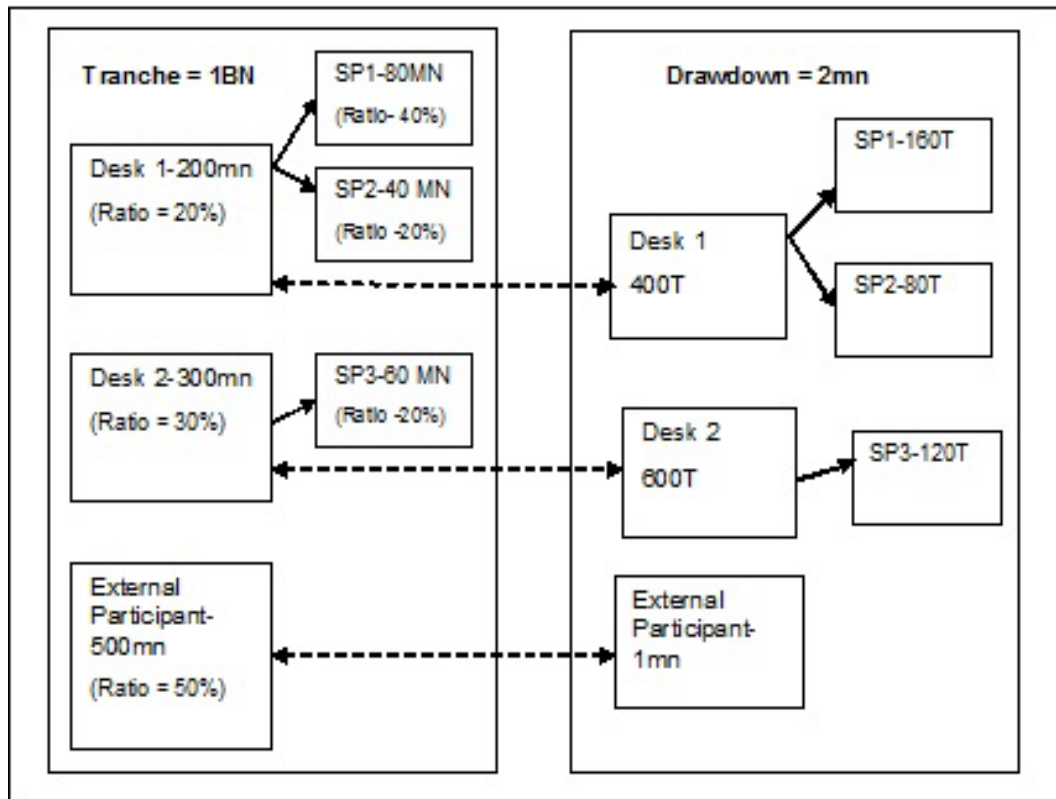 Tranche = 1BN
SP1-80MN
(Ratio- 40%)
Desk 1-200mn
(Ratio = 20%)
SP2-40 MN
(Ratio -20%)
Desk 2-300mn
(Ratio = 30%)
SP3-60 MN
(Ratio -20%)
External
Participant-
500mn
(Ratio = 50%)
Drawdown = 2mn
SP1-160T
Desk 1
400T
SP2-80T
Desk 2
600T
SP3-120T
External
Participant-
1mn